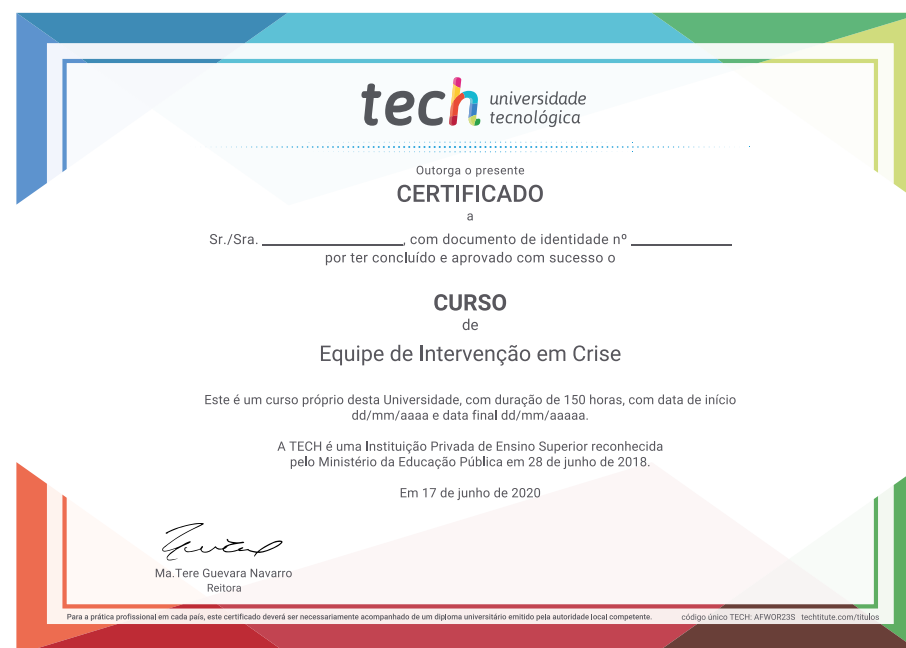 tech universidade
tecnológica
Outorga o presente
CERTIFICADO
a
Sr./Sra. ____________, com documento de identidade nº ____________
por ter concluído e aprovado com sucesso o
CURSO
de
Equipe de Intervenção em Crise
Este é um curso próprio desta Universidade, com duração de 150 horas, com data de início
dd/mm/aaaa e data final dd/mm/aaaaa.
A TECH é uma Instituição Privada de Ensino Superior reconhecida
pelo Ministério da Educação Pública em 28 de junho de 2018.
Em 17 de junho de 2020
Ma.Tere Guevara Navarro
Reitora
Para a prática profissional em cada país, este certificado deverá ser necessariamente acompanhado de um diploma universitário emitido pela autoridade local competente. código único TECH: AFWOR23S techtitute.com/titulos